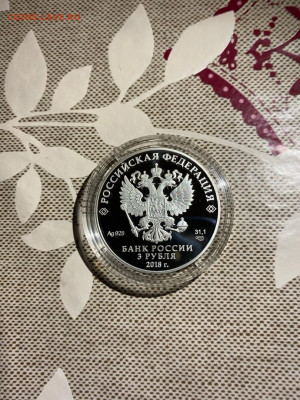 РОССИЙСКАЯ ФЕДЕРАЦИЯ
Ag 925
31,1
БАНК РОССИИ
3 РУБЛЯ
2018 г.